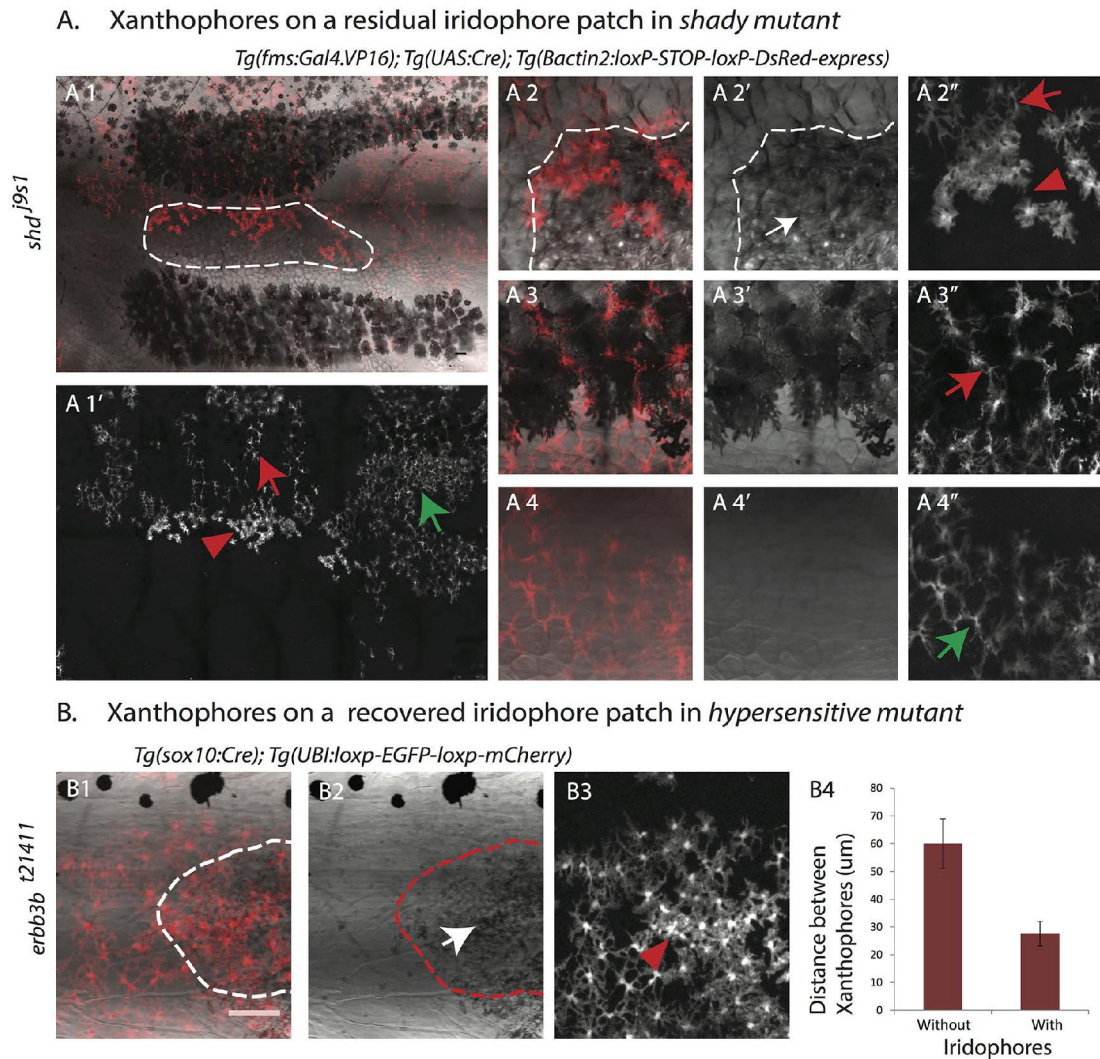 A. Xanthophores on a residual iridophore patch in shady mutant
Tg(fms:Gal4.VP16); Tg(UAS:Cre); Tg(Bactin2:loxP-STOP-loxP-DsRed-express)
shd j9s1
A 1
A 2
A 2'
A 2"
A 3
A 3'
A 3"
A 1'
A 4
A 4'
A 4"
B. Xanthophores on a recovered iridophore patch in hypersensitive mutant
Tg(sox10:Cre); Tg(UBI:loxp-EGFP-loxp-mCherry)
erbb3b t21411
B1
B2
B3
B4
Distance between
Xanthophores (um)
80
70
60
50
40
30
20
10
0
Without
With
Iridophores